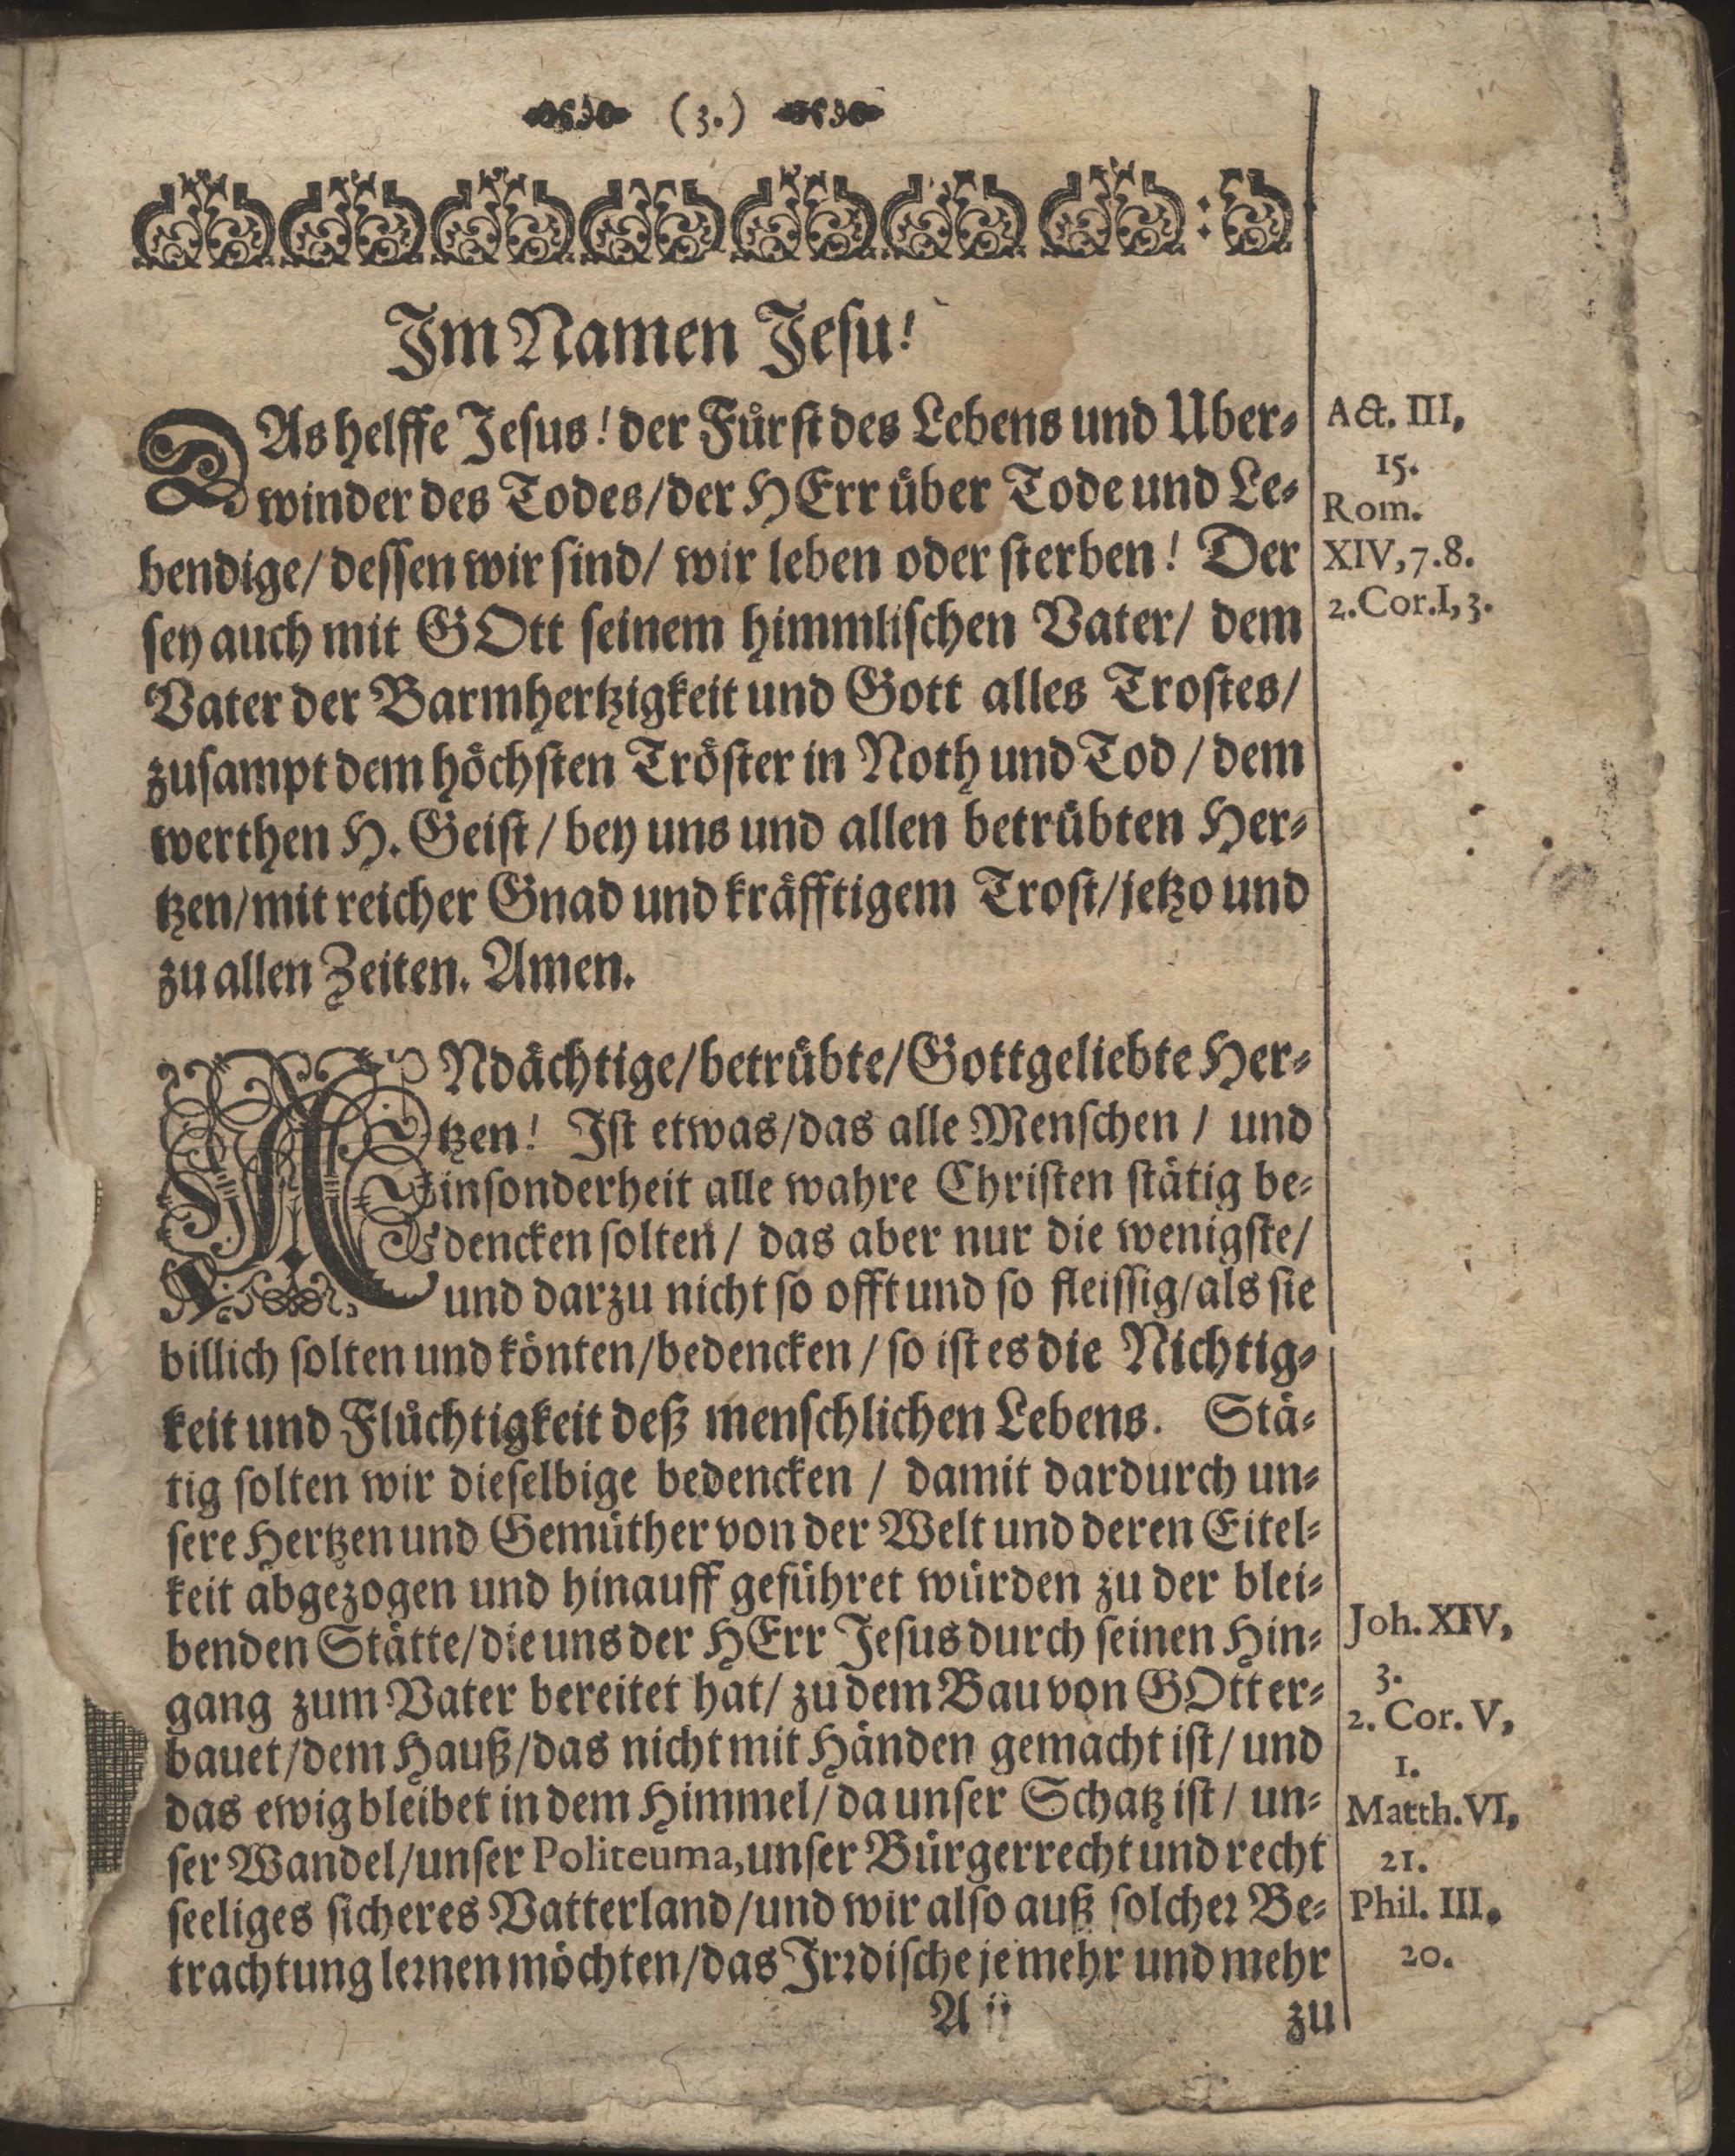 (3.)
Im Namen Jesu!
DAs helffe Jesus! der Fürst des Lebens und Uber-
winder des Todes/der HErr über Tode und Le-
bendige/ dessen wir sind/ wir leben oder sterben! Der
sey auch mit GOtt seinem himmlischen Vater/ dem
Vater der Barmhertzigkeit und Gott alles Trostes/
zusampt dem höchsten Tröster in Noth und Tod / dem
werthen H. Geist / bey uns und allen betrübten Her-
tzen/mit reicher Gnad und kräfftigem Trost/jetzo und
zu allen Zeiten. Amen.
Act. III,
15.
Rom.
XIV,7.8.
2.Cor.I,3.
ANdächtige/betrübte/Gottgeliebte Her-
tzen! Ist etwas/das alle Menschen / und
insonderheit alle wahre Christen stätig be-
dencken solten/ das aber nur die wenigste/
und darzu nicht so offt und so fleissig/als sie
billich solten und könten/bedencken / so ist es die Nichtig-
keit und Flüchtigkeit deß menschlichen Lebens. Stä-
tig solten wir dieselbige bedencken / damit dardurch un-
sere Hertzen und Gemüther von der Welt und deren Eitel-
keit abgezogen und hinauff geführet würden zu der blei-
benden Stätte/die uns der HErr Jesus durch seinen Hin-
gang zum Vater bereitet hat/ zu dem Bau von GOtt er-
bauet/dem Hauß/das nicht mit Händen gemacht ist/ und
das ewig bleibet in dem Himmel/da unser Schatz ist / un-
ser Wandel/unser Politeuma,unser Bürgerrecht und recht
seeliges sicheres Vatterland/und wir also auß solcher Be-
trachtung lernen möchten/das Irrdische je mehr und mehr
Joh. XIV,
3.
2. Cor. V,
1.
Matth.VI,
21.
Phil. III,
20.
A ij
zu